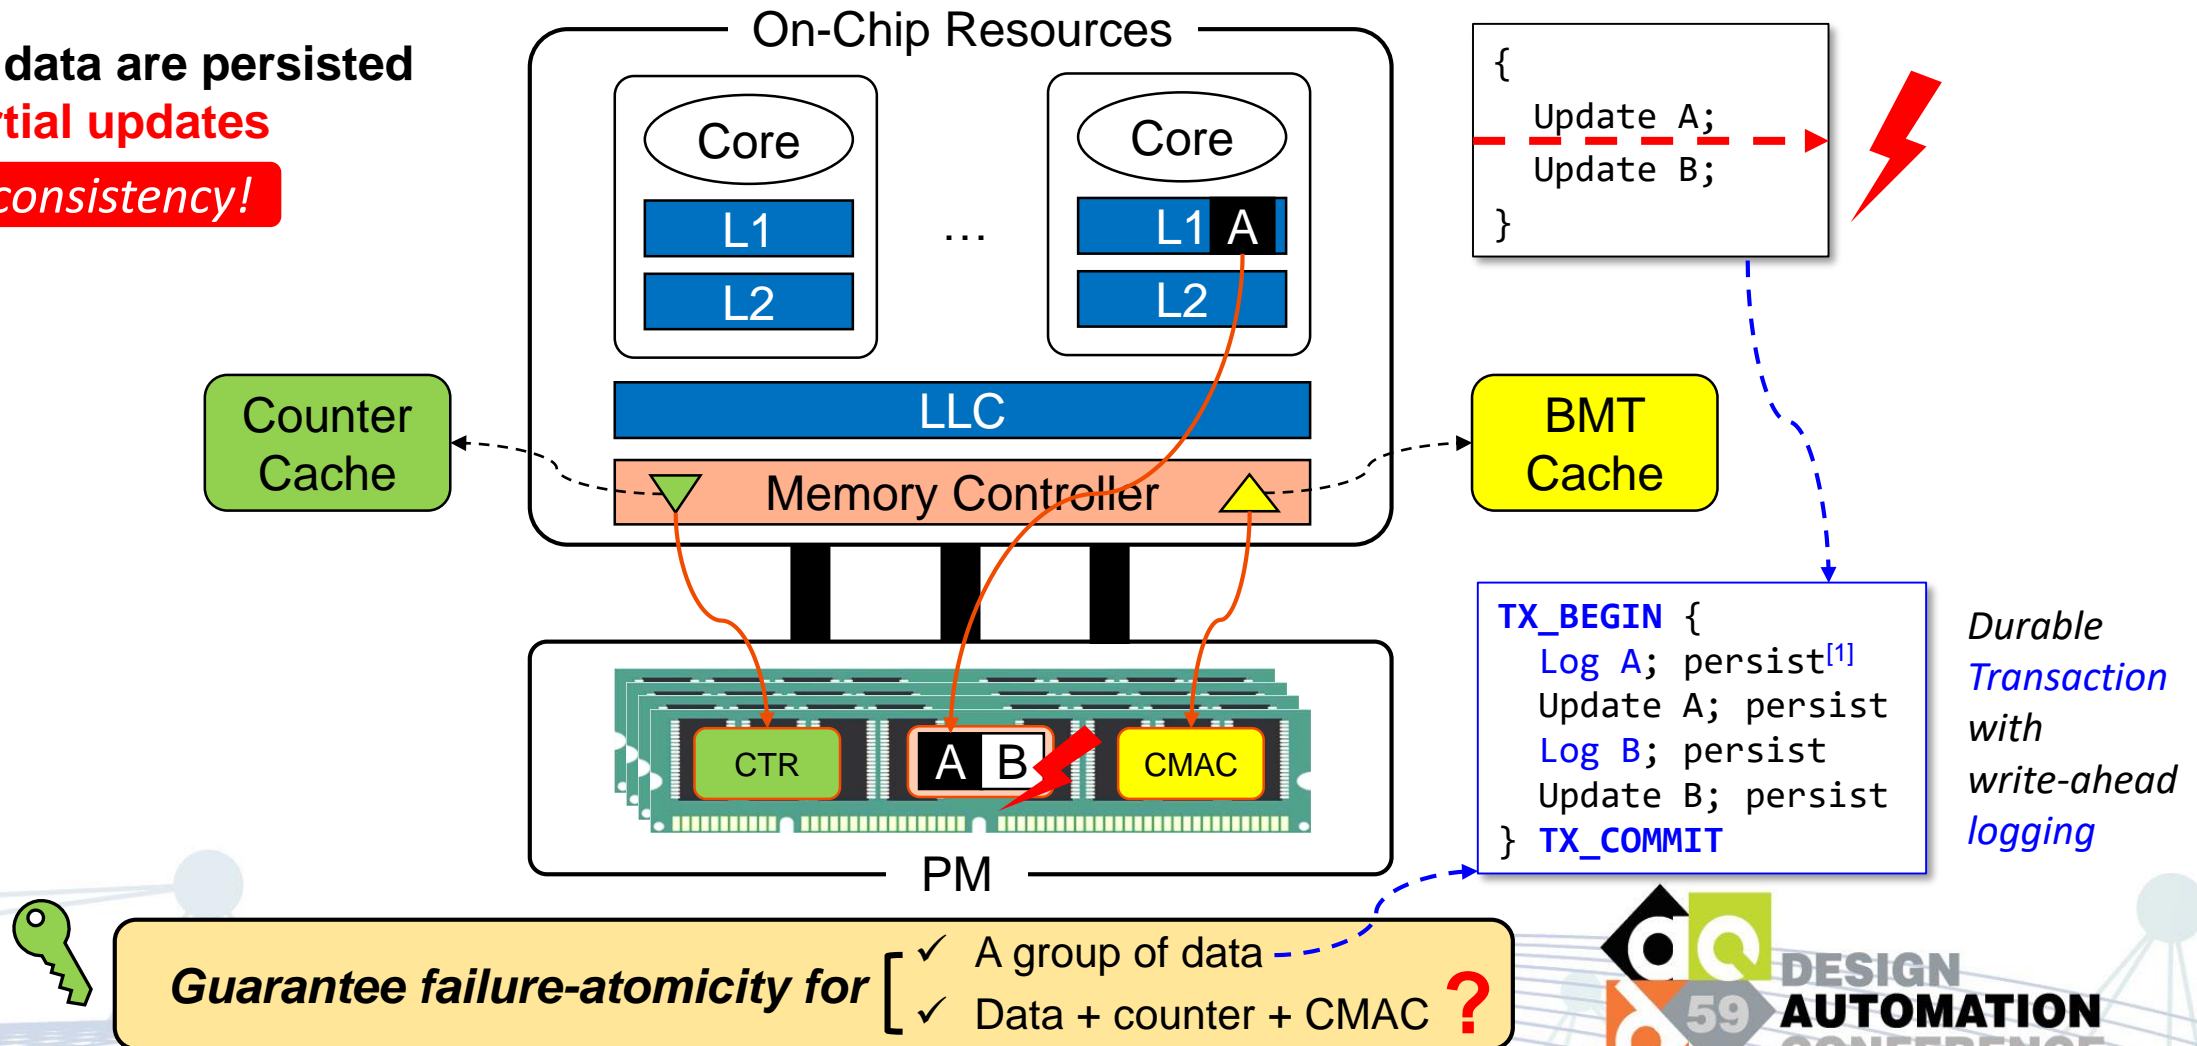 data are persisted
tial updates
consistency!
On-Chip Resources
Core
L1
L2
...
Core
L1 A
L2
LLC
Memory Controller
Counter
Cache
BMT
Cache
CTR
A B
CMAC
PM
{
Update A;
Update B;
}
TX_BEGIN {
Log A; persist[1]
Update A; persist
Log B; persist
Update B; persist
} TX_COMMIT
Durable
Transaction
with
write-ahead
logging
Guarantee failure-atomicity for
✓ A group of data
✓ Data + counter + CMAC ?
59
DESIGN
AUTOMATION
CONFERENCE